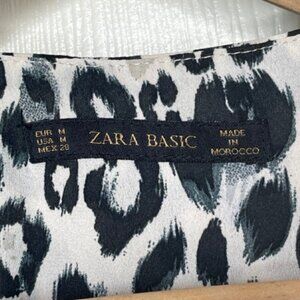 EUR M
USA M
MEX 28
ZARA BASIC
MADE
IN
MOROCCO